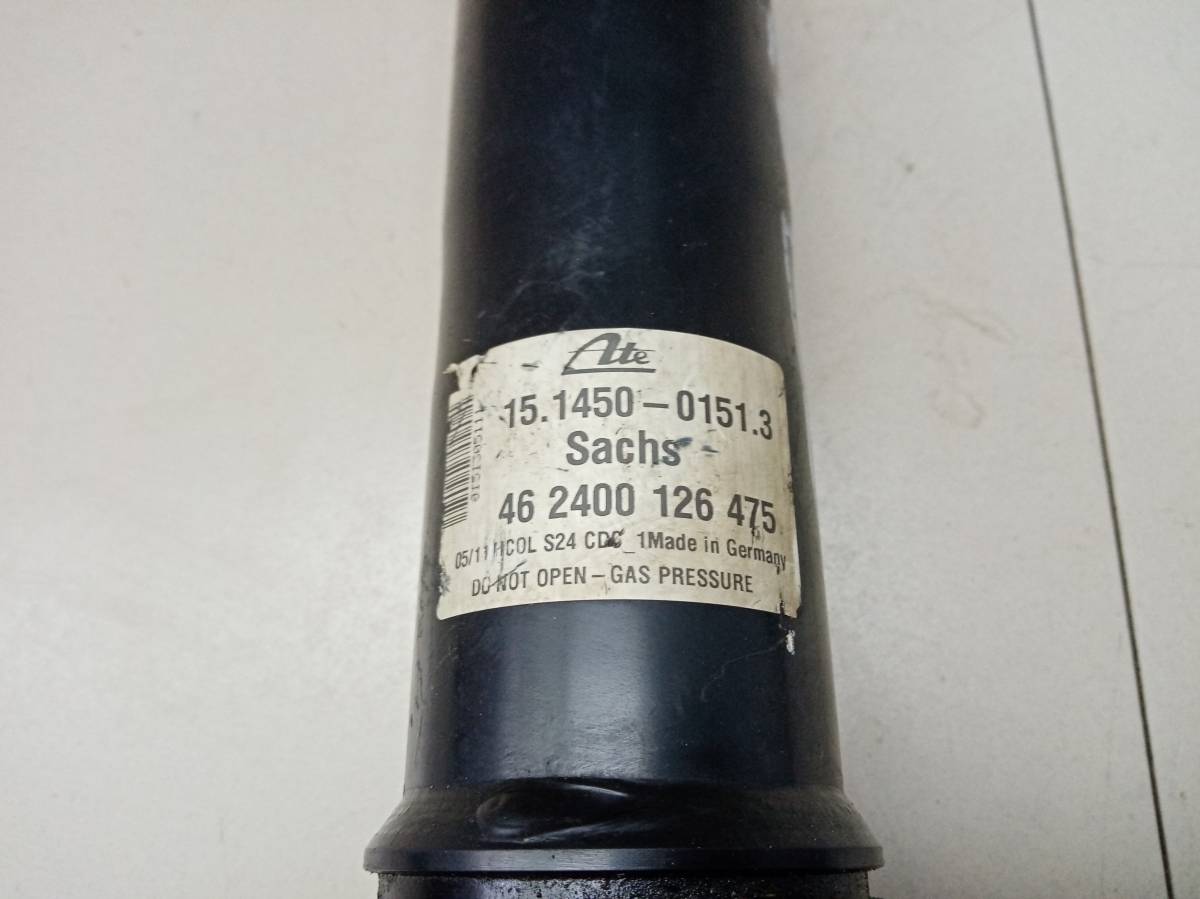 Ate
15.1450-0151.3
Sachs
46 2400 126 475
05/11 S24 CDC_1Made in Germany
DO NOT OPEN - GAS PRESSURE